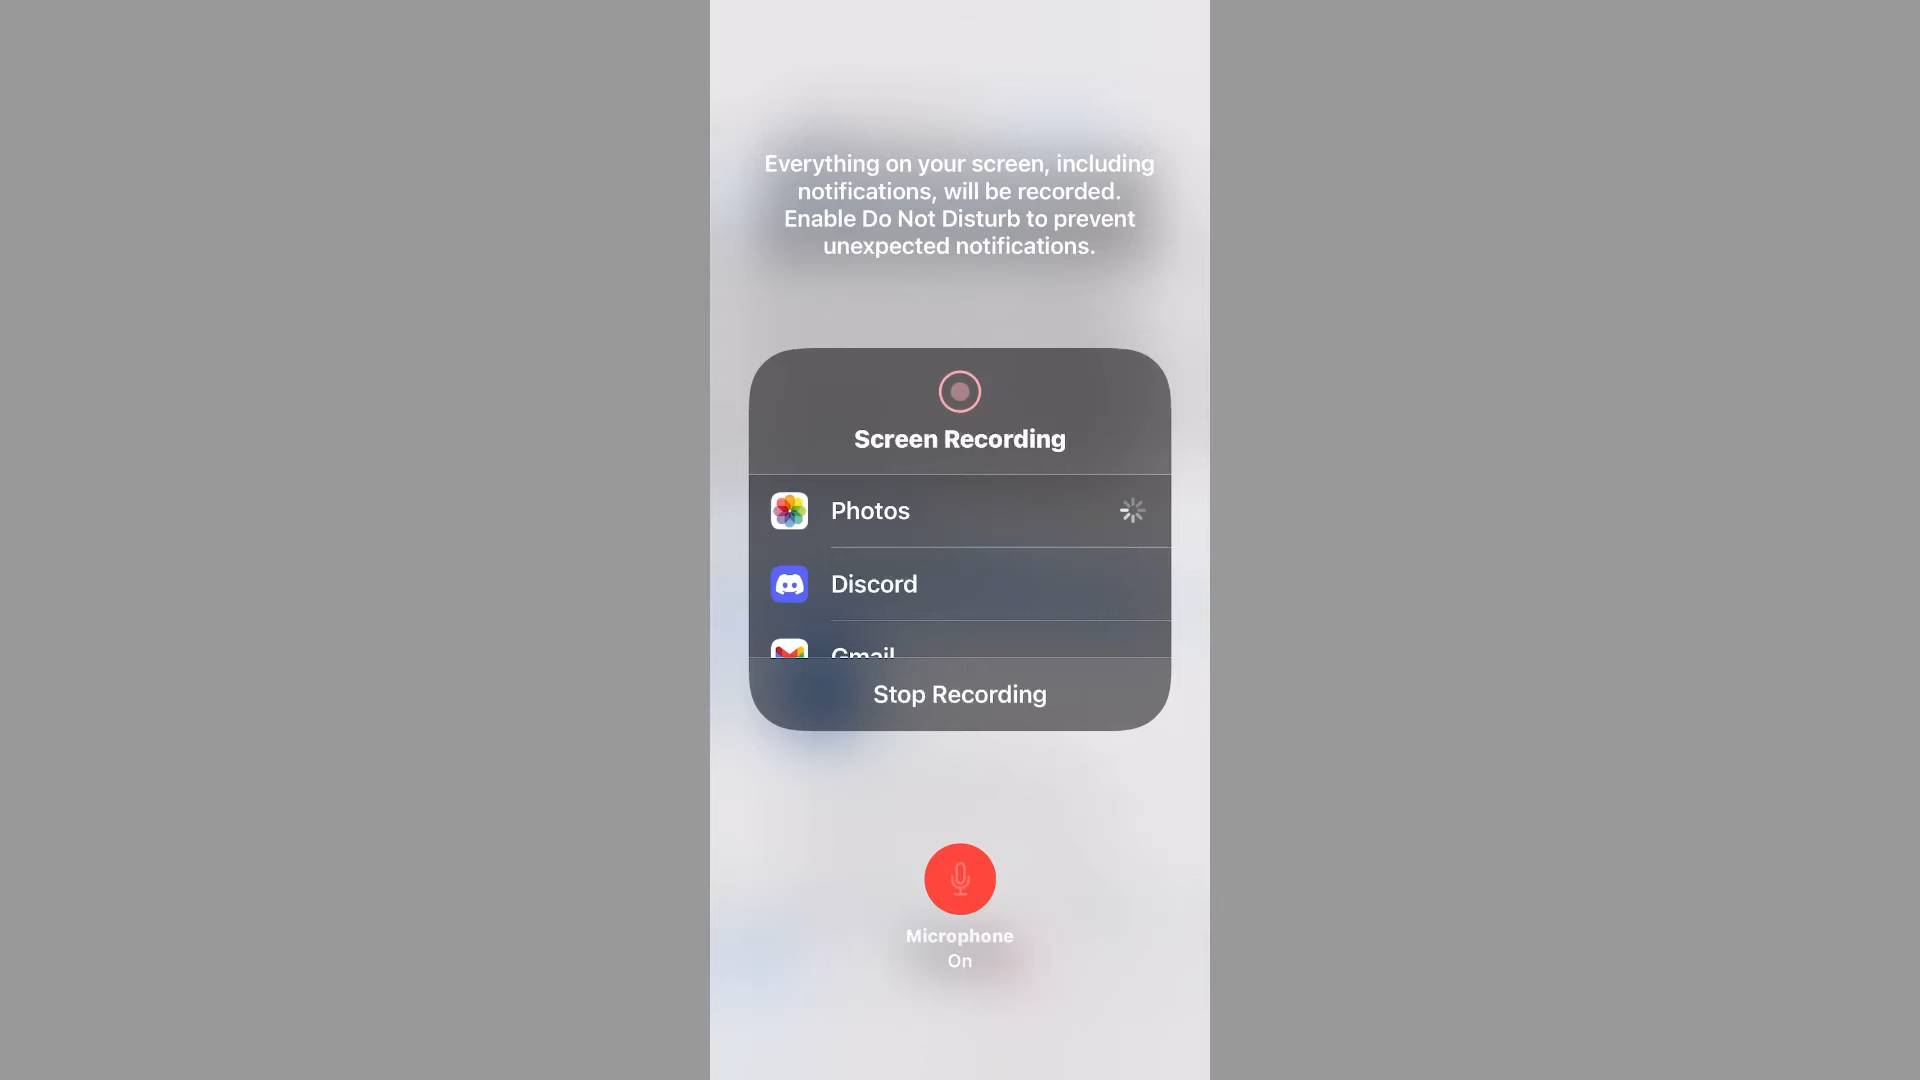 Everything on your screen, including
notifications, will be recorded.
Enable Do Not Disturb to prevent
unexpected notifications.
Screen Recording
Photos
Discord
Gmail
Stop Recording
Microphone
On